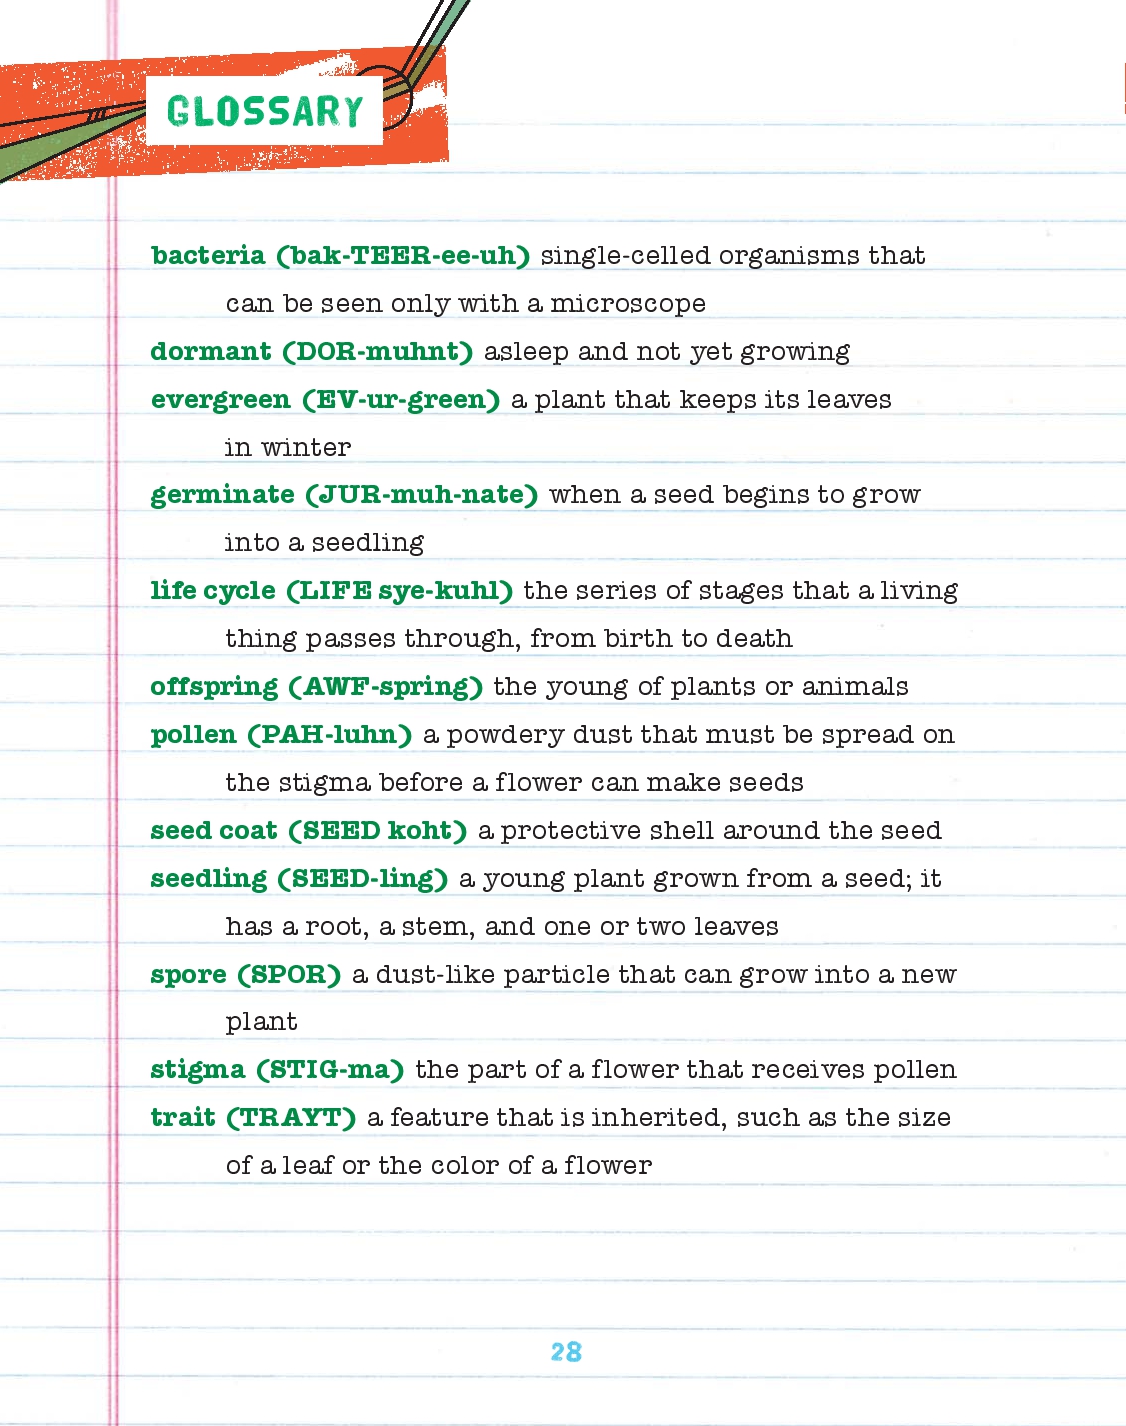 GLOSSARY
bacteria (bak-TEER-ee-uh) single-celled organisms that
can be seen only with a microscope
dormant (DOR-muhnt) asleep and not yet growing
evergreen (EV-ur-green) a plant that keeps its leaves
in winter
germinate (JUR-muh-nate) when a seed begins to grow
into a seedling
life cycle (LIFE sye-kuhl) the series of stages that a living
thing passes through, from birth to death
offspring (AWF-spring) the young of plants or animals
pollen (PAH-luhn) a powdery dust that must be spread on
the stigma before a flower can make seeds
seed coat (SEED koht) a protective shell around the seed
seedling (SEED-ling) a young plant grown from a seed; it
has a root, a stem, and one or two leaves
spore (SPOR) a dust-like particle that can grow into a new
plant
stigma (STIG-ma) the part of a flower that receives pollen
trait (TRAYT) a feature that is inherited, such as the size
of a leaf or the color of a flower
28